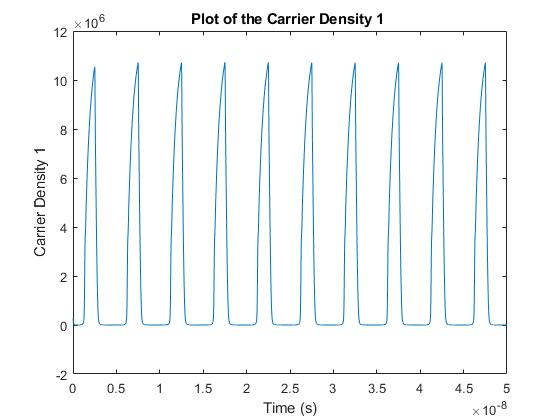 Plot of the Carrier Density 1
×10^6
12
10
8
6
4
2
0
-2
Carrier Density 1
0 0.5 1 1.5 2 2.5 3 3.5 4 4.5 5
Time (s)
×10^-8